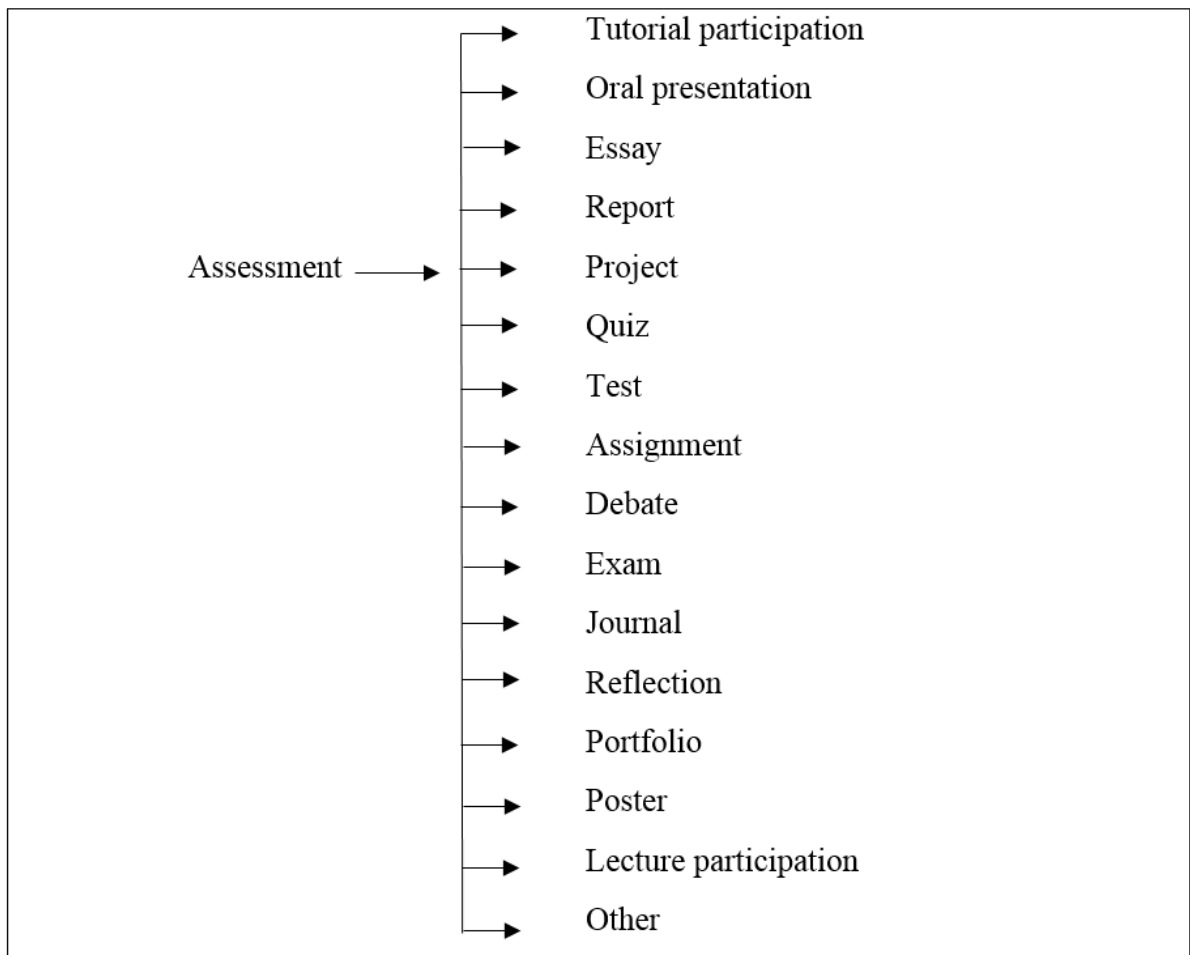 Tutorial participation
Oral presentation
Essay
Report
Assessment
Project
Quiz
Test
Assignment
Debate
Exam
Journal
Reflection
Portfolio
Poster
Lecture participation
Other